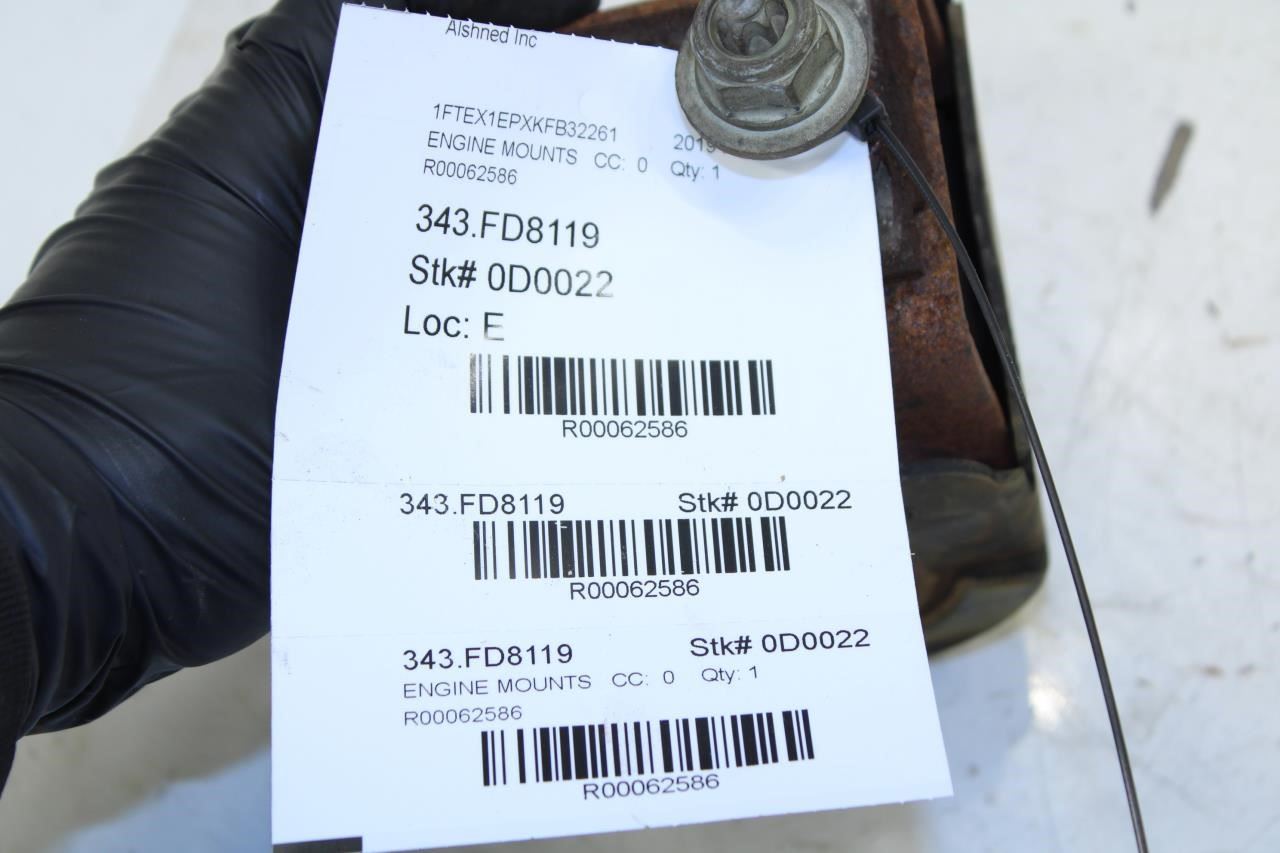 Alshned Inc
1FTEX1EPXKFB32261 2019
ENGINE MOUNTS CC: 0 Qty: 1
R00062586
343.FD8119
Stk# 0D0022
Loc: E
R00062586
343.FD8119 Stk# 0D0022
R00062586
343.FD8119 Stk# 0D0022
ENGINE MOUNTS CC: 0 Qty: 1
R00062586
R00062586